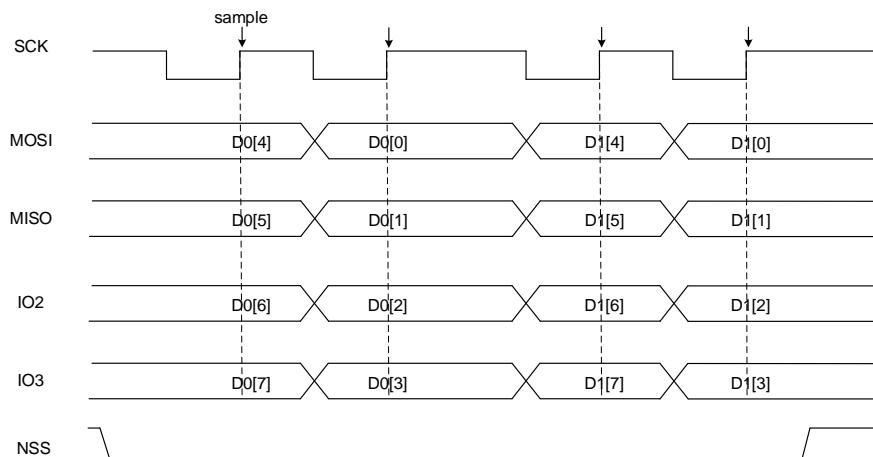 sample
SCK
MOSI D0[4] D0[0] D1[4] D1[0]
MISO D0[5] D0[1] D1[5] D1[1]
IO2 D0[6] D0[2] D1[6] D1[2]
IO3 D0[7] D0[3] D1[7] D1[3]
NSS